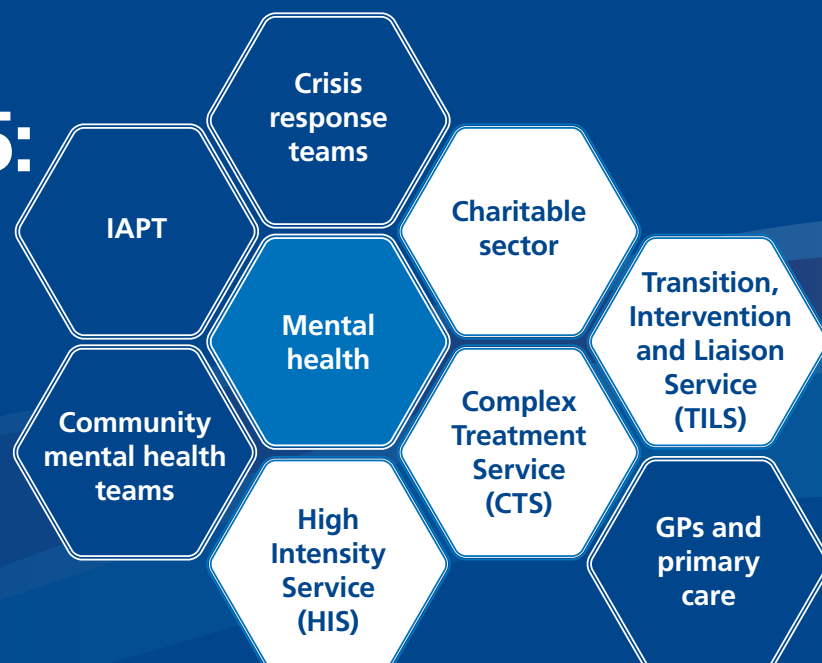 5:
Crisis
response
teams
IAPT
Charitable
sector
Mental
health
Transition,
Intervention
and Liaison
Service
(TILS)
Community
mental health
teams
Complex
Treatment
Service
(CTS)
High
Intensity
Service
(HIS)
GPs and
primary
care